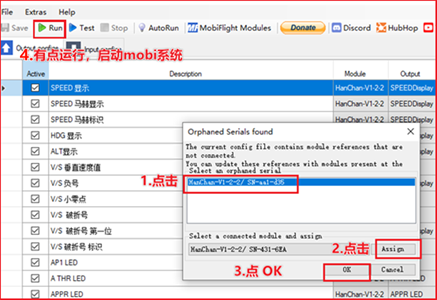 File Extras Help
Save Run Test Stop AutoRun MobiFlight Modules Donate Discord HubHop
Output configs Input configs
4.有点运行，启动mobi系统
Active Description Module Output
SPEED 显示 HanChan-V1-2-2 SPEEDDisplay
SPEED 马赫显示 HanChan-V1-2-2 SPEEDDisplay
SPEED 马赫标识 HanChan-V1-2-2 SPEEDDisplay
HDG 显示
ALT显示
V/S 垂直速度值
V/S 负号
V/S 小零点
V/S 破折号
V/S 破折号 第一位
V/S 破折号 标识
AP1 LED
A THR LED
APPR LED
Orphaned Serials found
The current config file contains module references that are
not connected.
You can update these references with modules present at the
Select an orphaned serial
HanChan-V1-2-2/ SN-aa1-d35
1.点击
Select a connected module and assign
2.点击
HanChan-V1-2-2/ SN-431-6EA Assign
3.点 OK
OK Cancel
Display
Display
HanChan-V1-2-2 SPEEDDisplay